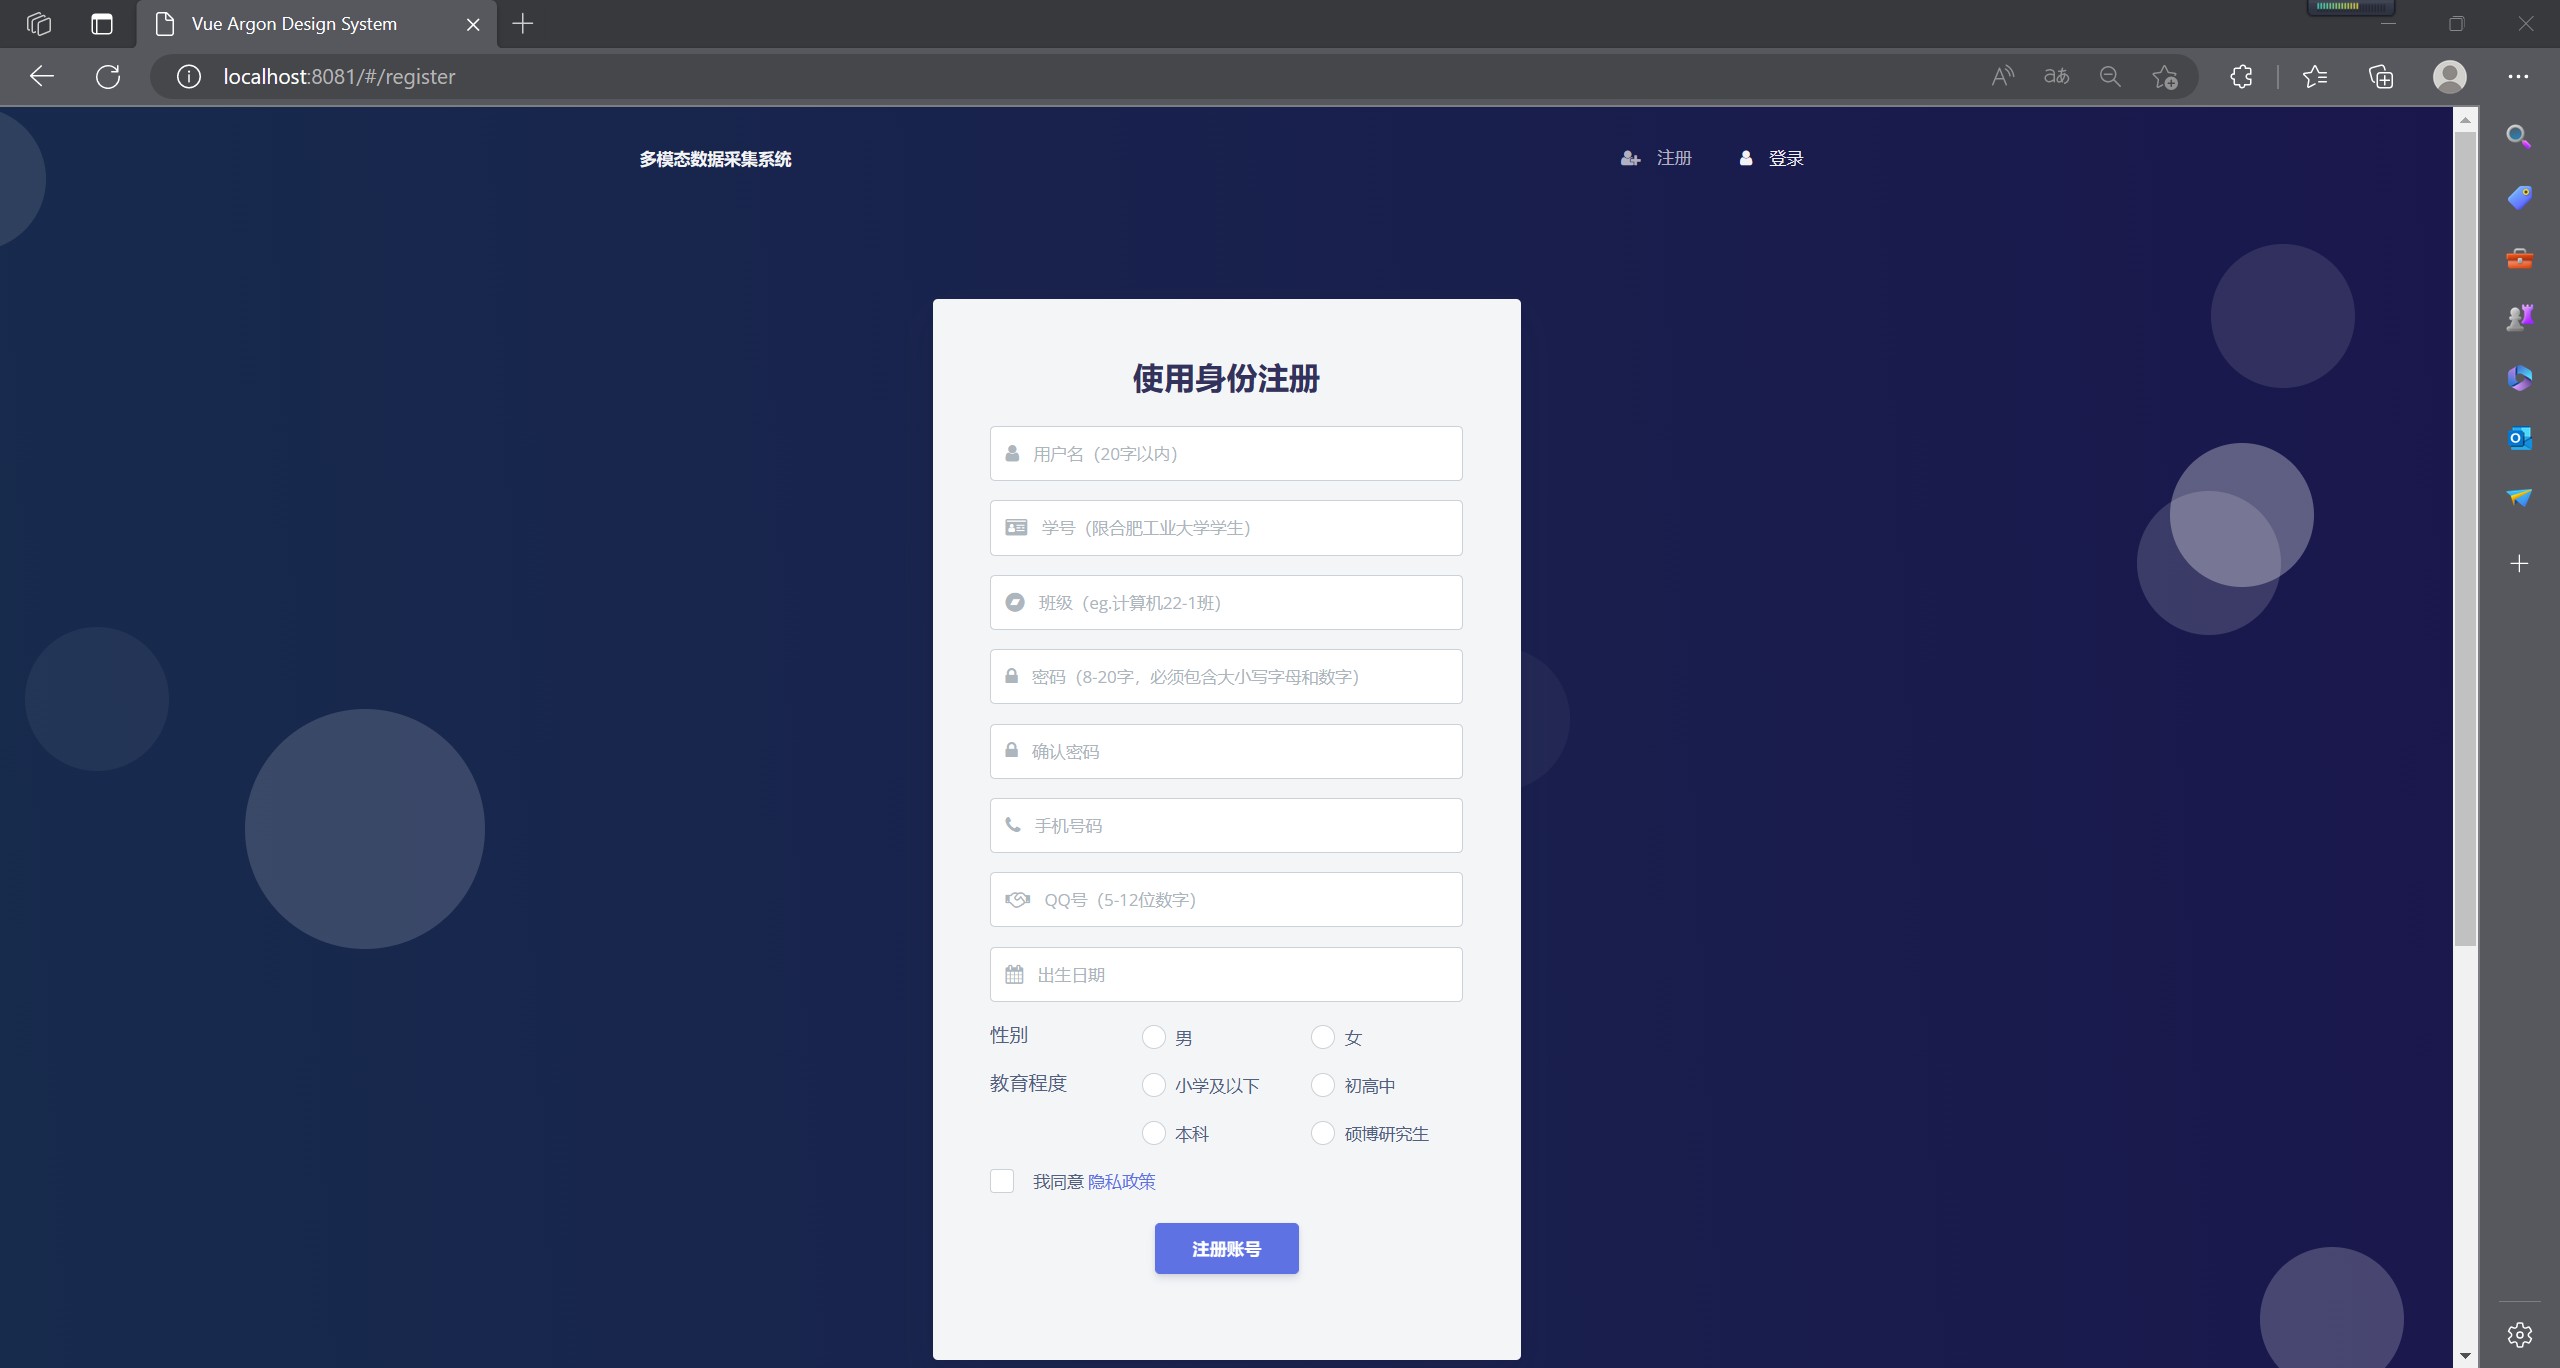 Vue Argon Design System
localhost:8081/#/register
多模态数据采集系统
注册
登录
使用身份注册
用户名（20字以内）
学号（限合肥工业大学学生）
班级（eg.计算机22-1班）
密码（8-20字，必须包含大小写字母和数字）
确认密码
手机号码
QQ号（5-12位数字）
出生日期
性别 男 女
教育程度 小学及以下 初高中
本科 硕博研究生
我同意 隐私政策
注册账号